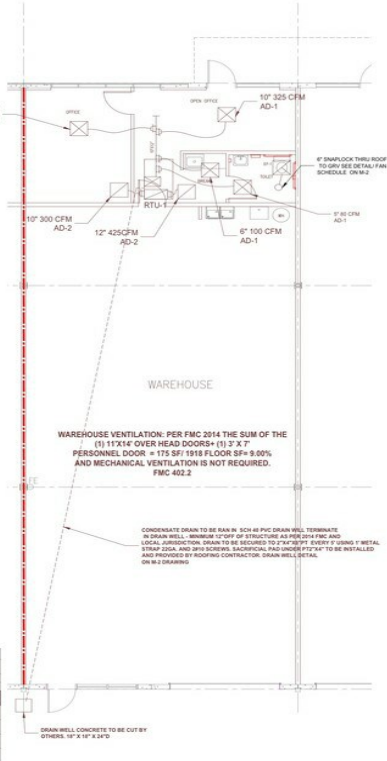 10" 325 CFM
AD-1
OFFICE
OPEN OFFICE
6" SNAPLOCK THRU ROOF
TO GRV SEE DETAIL/ FAN
SCHEDULE ON M-2
TOILET
RTU-1
10" 300 CFM
AD-2
12" 425CFM
AD-2
6" 100 CFM
AD-1
5" 80 CFM
AD-1
WAREHOUSE
WAREHOUSE VENTILATION: PER FMC 2014 THE SUM OF THE
(1) 11'X14' OVER HEAD DOORS+ (1) 3' X 7'
PERSONNEL DOOR = 175 SF/ 1918 FLOOR SF= 9.00%
AND MECHANICAL VENTILATION IS NOT REQUIRED.
FMC 402.2
FE
CONDENSATE DRAIN TO BE RAN IN SCH 40 PVC DRAIN WILL TERMINATE
IN DRAIN WELL - MINIMUM 12"OFF OF STRUCTURE AS PER 2014 FMC AND
LOCAL JURISDICTION. DRAIN TO BE SECURED TO EVERY 5' USING 1" METAL
STRAP 22GA. AND SCREWS. SACRIFICIAL PAD UNDER TO BE INSTALLED
AND PROVIDED BY ROOFING CONTRACTOR. DRAIN WELL DETAIL
ON M-2 DRAWING
DRAIN WELL CONCRETE TO BE CUT BY
OTHERS. 18" X 18" X 24"D